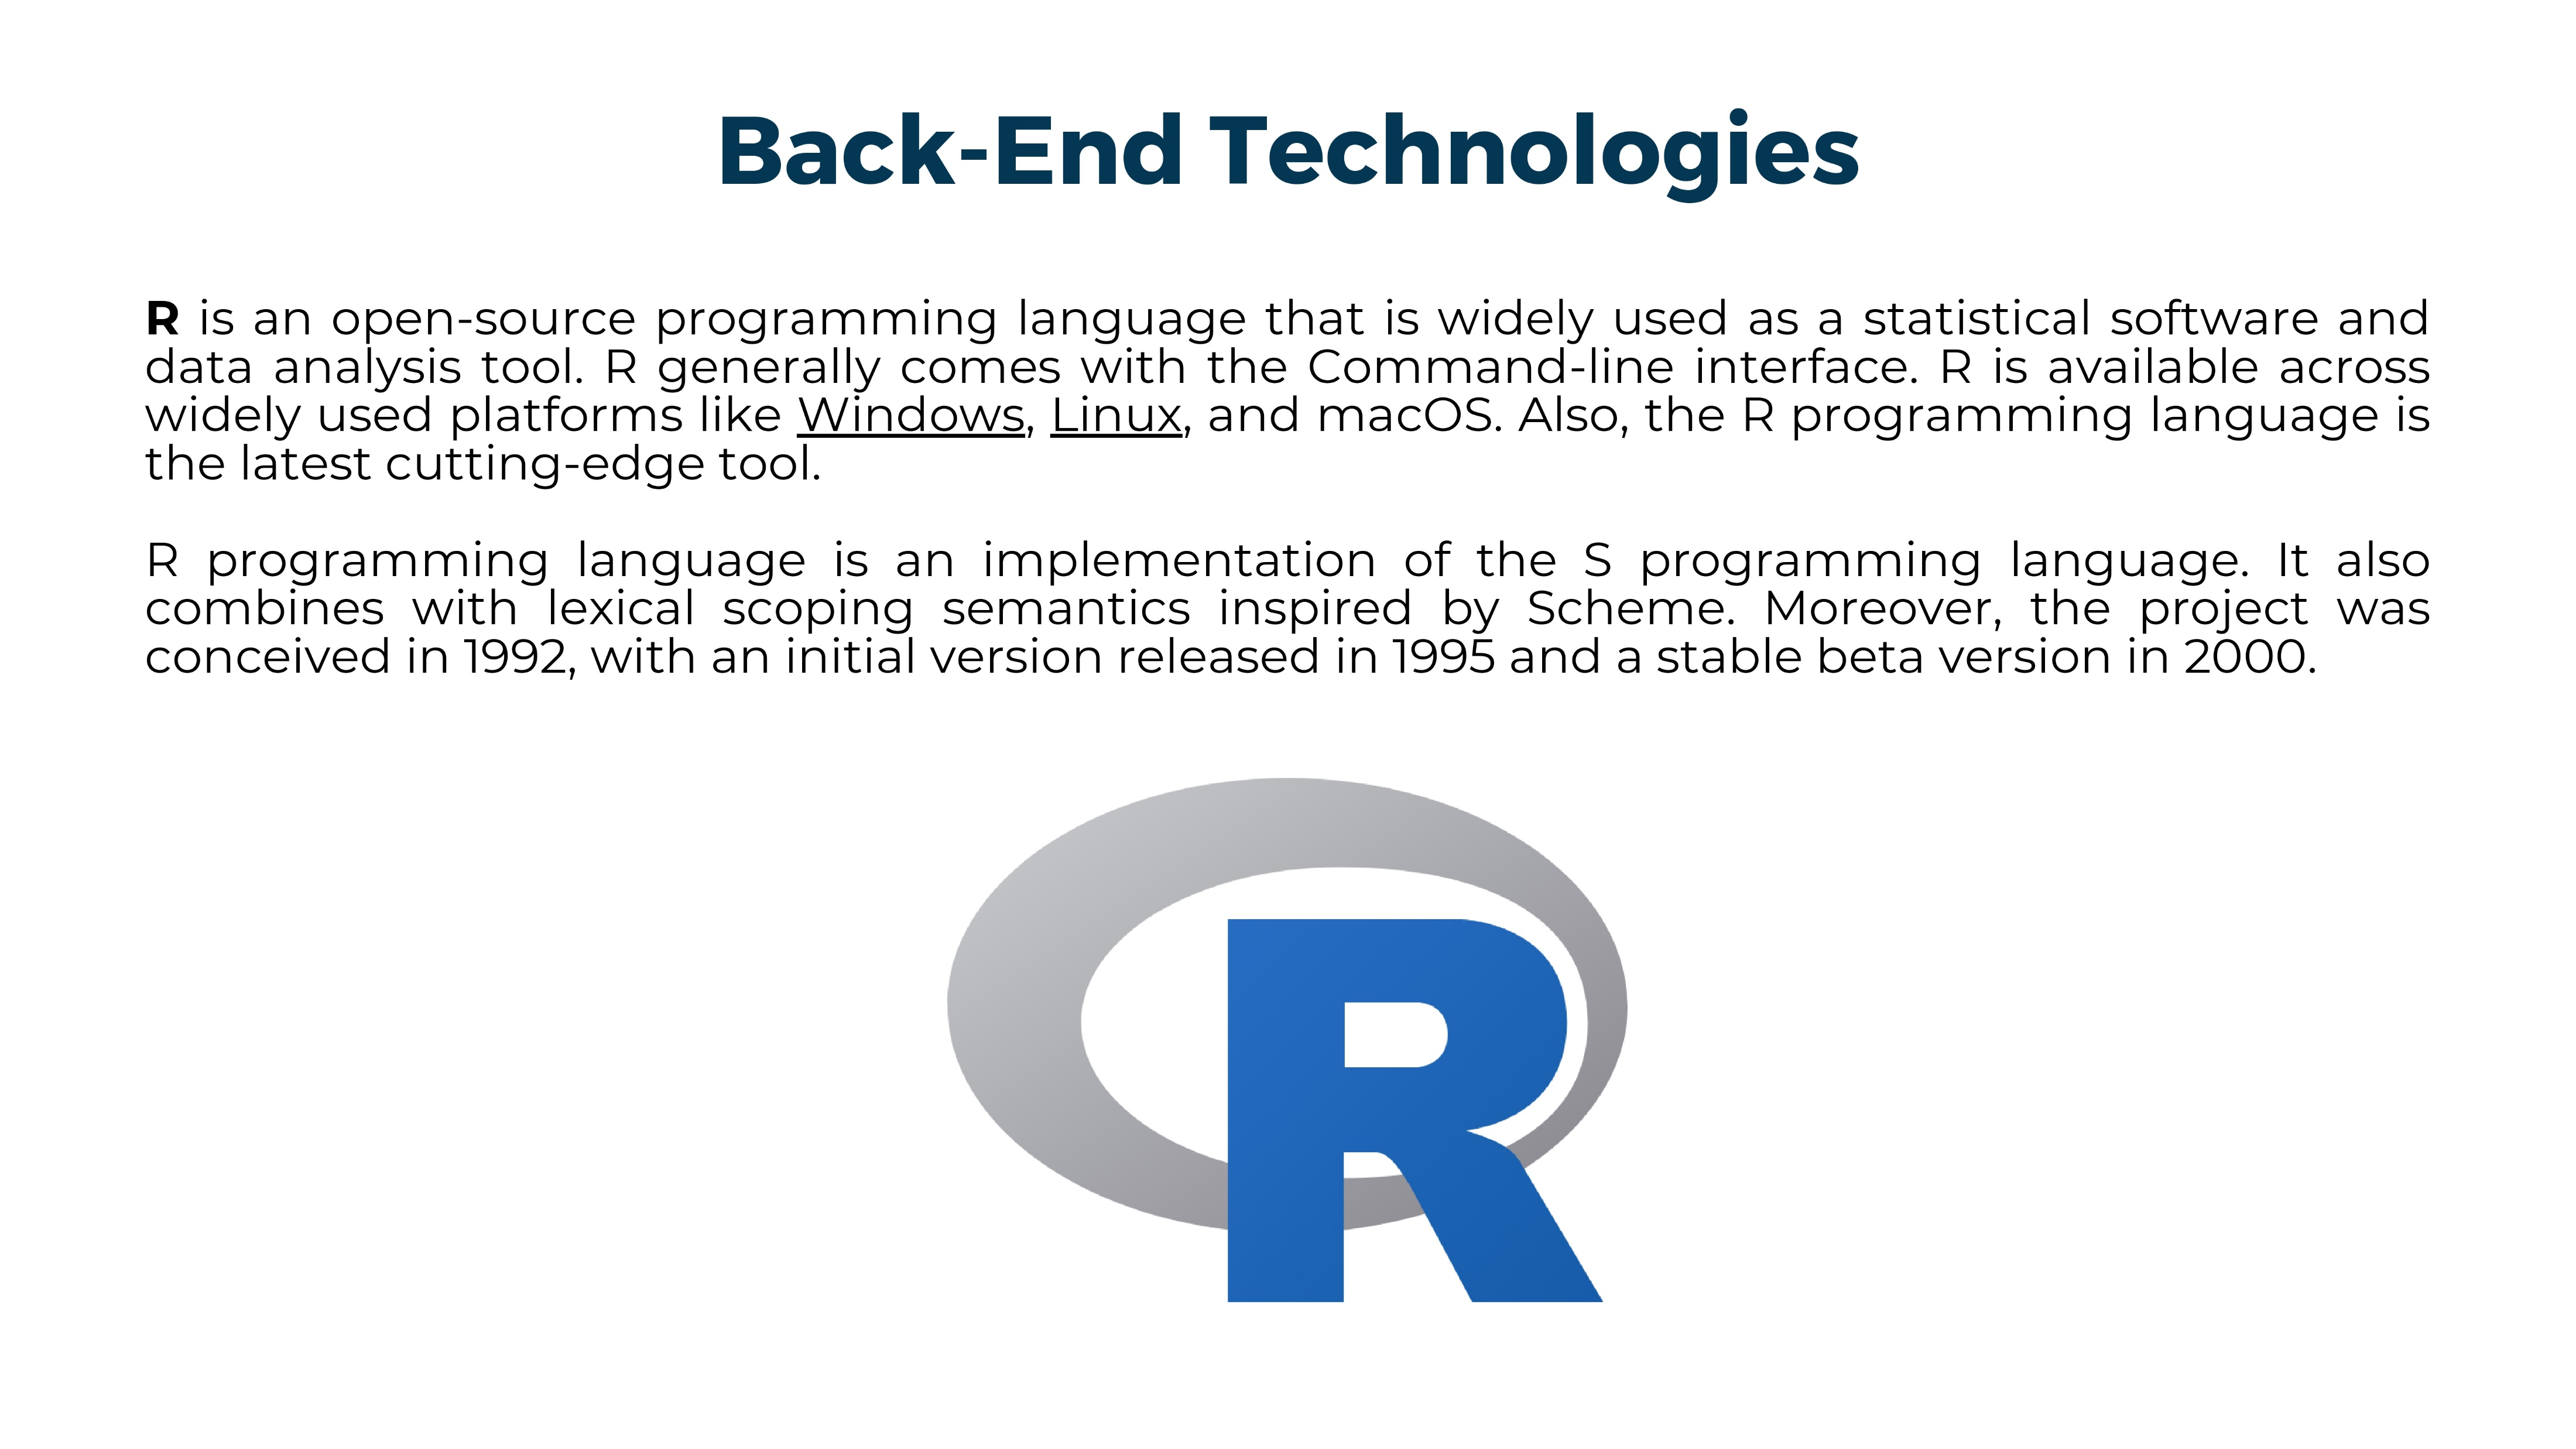 Back-End Technologies
R is an open-source programming language that is widely used as a statistical software and
data analysis tool. R generally comes with the Command-line interface. R is available across
widely used platforms like Windows, Linux, and macOS. Also, the R programming language is
the latest cutting-edge tool.
R programming language is an implementation of the S programming language. It also
combines with lexical scoping semantics inspired by Scheme. Moreover, the project was
conceived in 1992, with an initial version released in 1995 and a stable beta version in 2000.
R